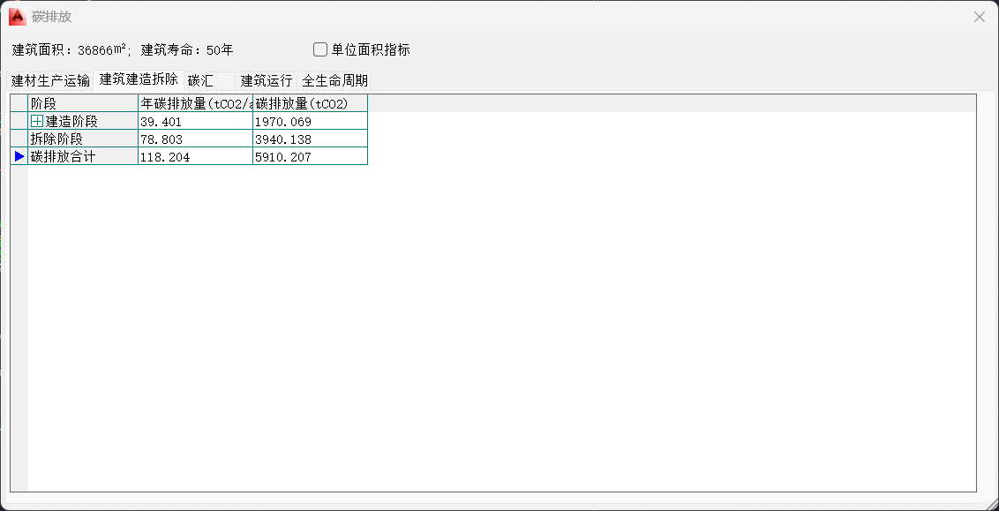 碳排放
建筑面积：36866m²；建筑寿命：50年 单位面积指标
建材生产运输 建筑建造拆除 碳汇 建筑运行 全生命周期
阶段 年碳排放量(tCO2/a 碳排放量(tCO2)
建造阶段 39.401 1970.069
拆除阶段 78.803 3940.138
碳排放合计 118.204 5910.207